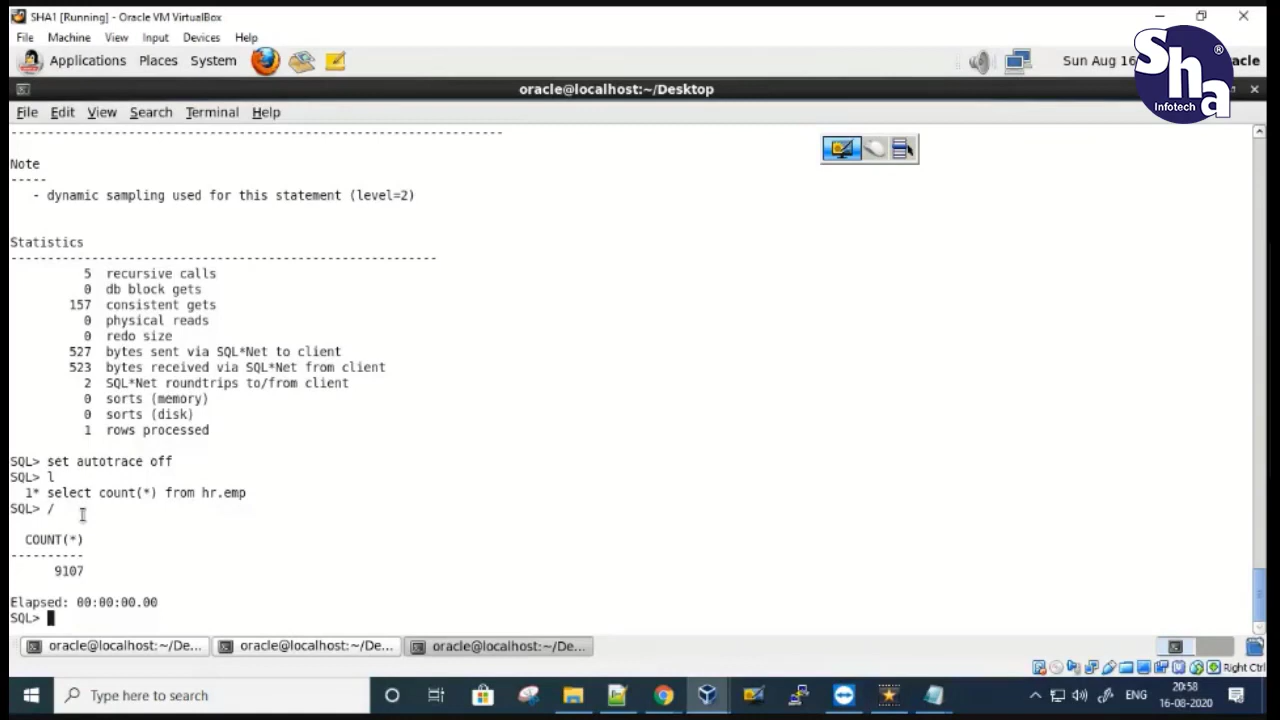 SHA1 [Running] - Oracle VM VirtualBox
File Machine View Input Devices Help
Applications Places System
Sun Aug 16
acle
Sha
®
Infotech
oracle@localhost:~/Desktop
File Edit View Search Terminal Help
--------------------------------------------------------------------
Note
-----
- dynamic sampling used for this statement (level=2)
Statistics
----------------------------------------------------------
5 recursive calls
0 db block gets
157 consistent gets
0 physical reads
0 redo size
527 bytes sent via SQL*Net to client
523 bytes received via SQL*Net from client
2 SQL*Net roundtrips to/from client
0 sorts (memory)
0 sorts (disk)
1 rows processed
SQL> set autotrace off
SQL> l
1* select count(*) from hr.emp
SQL> /
COUNT(*)
----------
9107
Elapsed: 00:00:00.00
SQL>
oracle@localhost:~/De... oracle@localhost:~/De... oracle@localhost:~/De...
Right Ctrl
Type here to search
ENG
20:58
16-08-2020